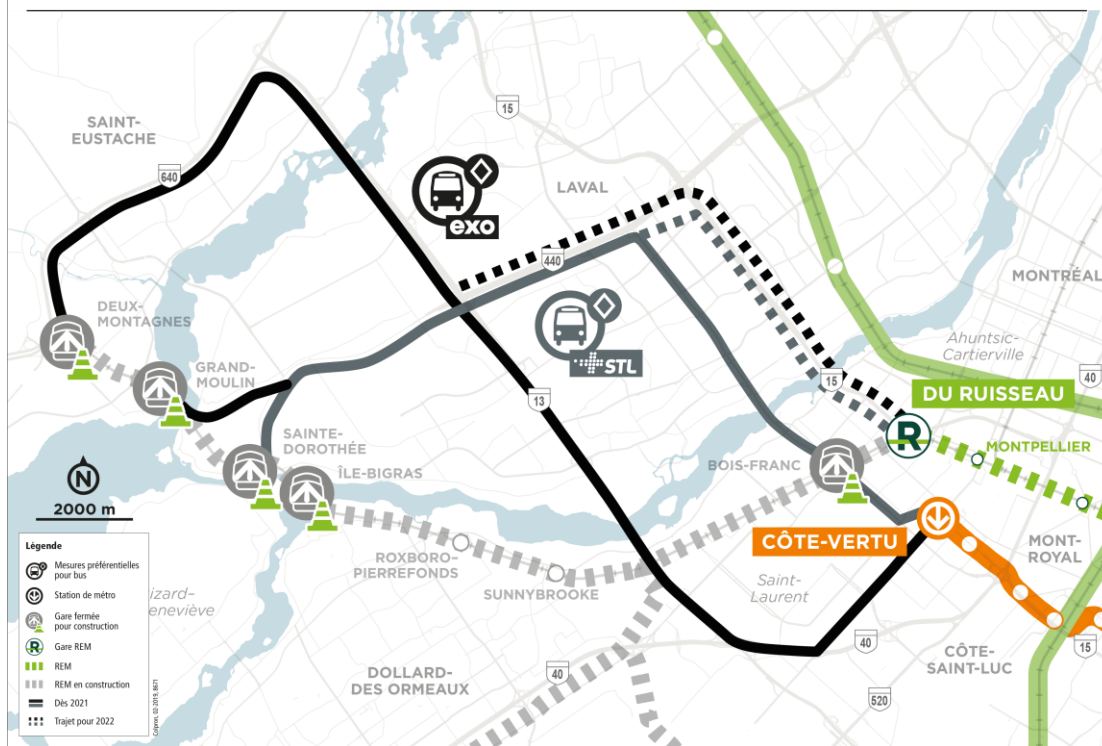 SAINT-
EUSTACHE
640
15
exo
LAVAL
440
STL
MONTRÉAL
DEUX-
MONTAGNES
Ahuntsic-
Cartierville
40
GRAND-
MOULIN
13
15
DU RUISSEAU
MONTPELLIER
SAINTE-
DOROTHÉE
ÎLE-BIGRAS
BOIS-FRANC
R
N
2000 m
CÔTE-VERTU
MONT-
ROYAL
ROXBORO-
PIERREFONDS
SUNNYBROOKE
Saint-
Laurent
izard–
eneviève
40
CÔTE-
SAINT-LUC
15
DOLLARD-
DES ORMEAUX
40
520
Légende
Mesures préférentielles
pour bus
Station de métro
Gare fermée
pour construction
R
Gare REM
REM
REM en construction
Dès 2021
Trajet pour 2022